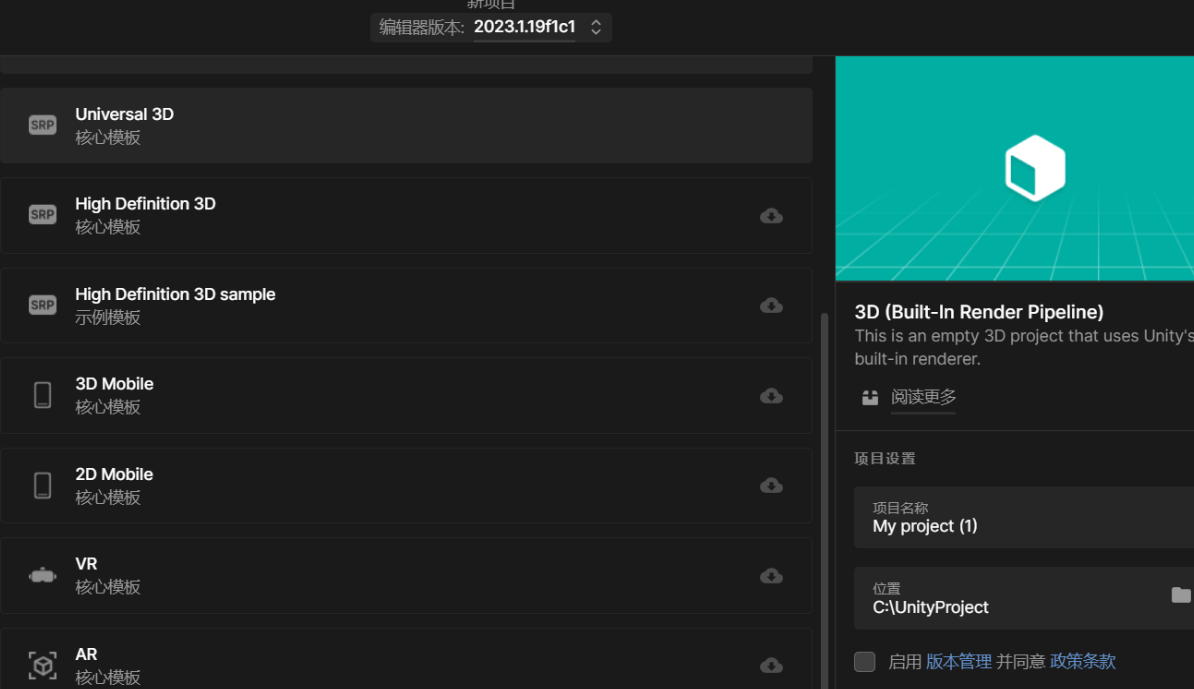 新项目
编辑器版本: 2023.1.19f1c1
SRP
Universal 3D
核心模板
SRP
High Definition 3D
核心模板
SRP
High Definition 3D sample
示例模板
3D Mobile
核心模板
2D Mobile
核心模板
VR
核心模板
AR
核心模板
3D (Built-In Render Pipeline)
This is an empty 3D project that uses Unity's
built-in renderer.
阅读更多
项目设置
项目名称
My project (1)
位置
C:\UnityProject
启用 版本管理 并同意 政策条款